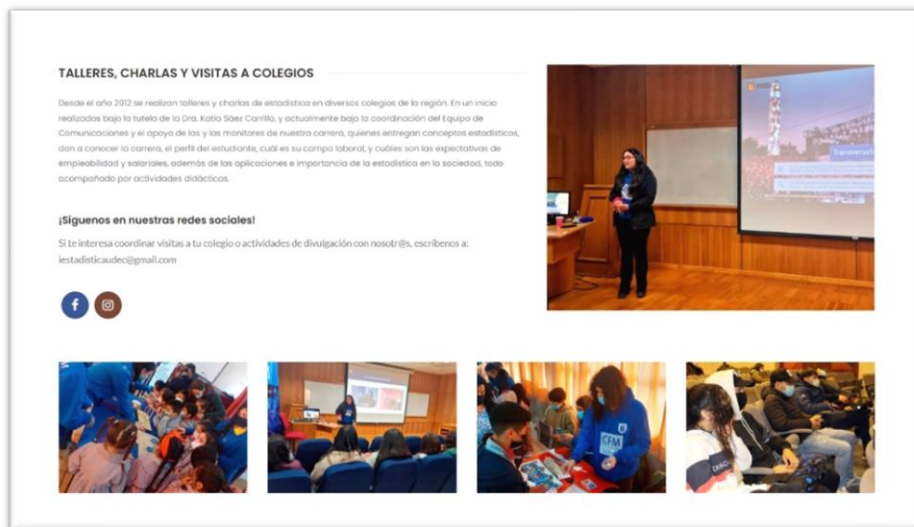 TALLERES, CHARLAS Y VISITAS A COLEGIOS
Desde el año 2012 se realizan talleres y charlas de estadística en diversos colegios de la región. En un inicio
realizadas bajo la tutela de la Dra. Katia Sáez Carrillo, y actualmente bajo la coordinación del Equipo de
Comunicaciones y el apoyo de las y los monitores de nuestra carrera, quienes entregan conceptos estadísticos,
dan a conocer la carrera, el perfil del estudiante, cuál es su campo laboral, y cuáles son las expectativas de
empleabilidad y salariales, además de las aplicaciones e importancia de la estadística en la sociedad, todo
acompañado por actividades didácticos.
¡Síguenos en nuestras redes sociales!
Si te interesa coordinar visitas a tu colegio o actividades de divulgación con nosotr@s, escríbenos a:
iestadisticaudec@gmail.com
CFM